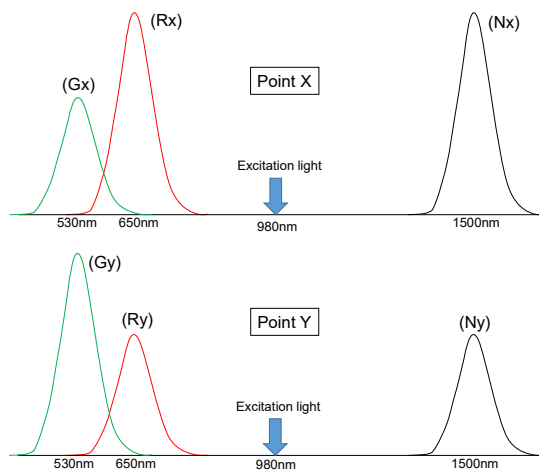 (Rx)
(Nx)
(Gx)
Point X
Excitation light
530nm 650nm 980nm 1500nm
(Gy)
(Ry)
Point Y
(Ny)
Excitation light
530nm 650nm 980nm 1500nm